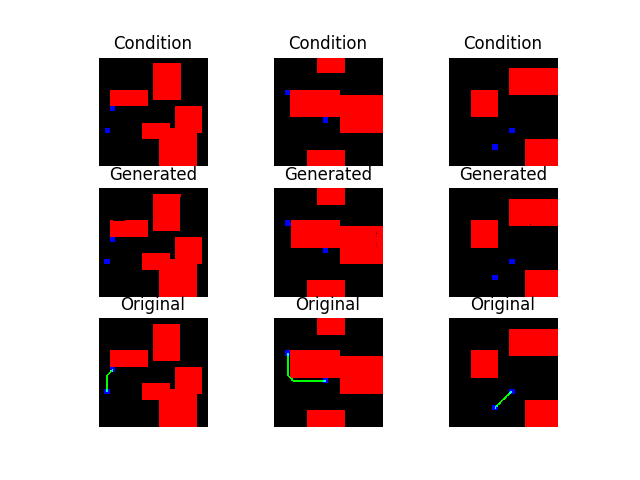 Condition Condition Condition
Generated Generated Generated
Original Original Original